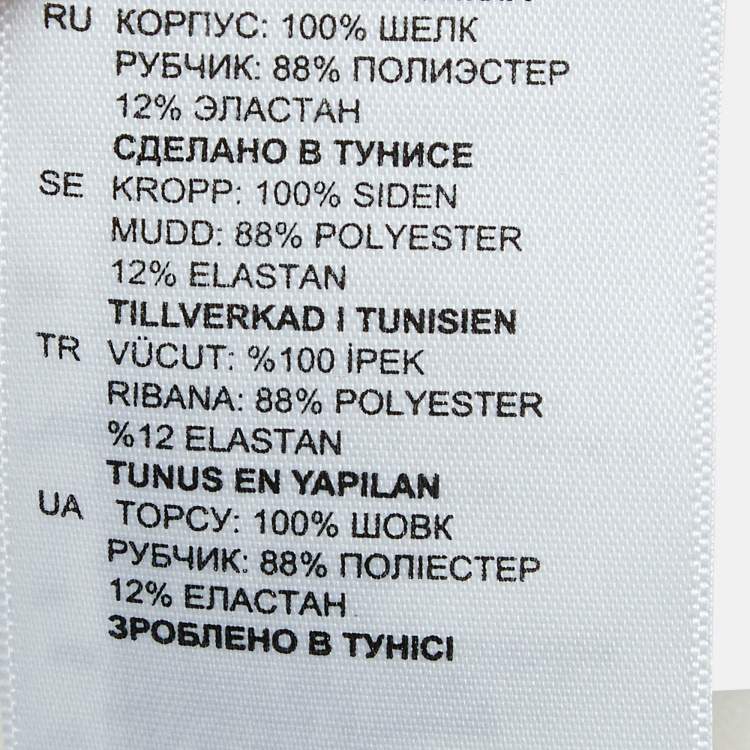 RU КОРПУС: 100% ШЕЛК
РУБЧИК: 88% ПОЛИЭСТЕР
12% ЭЛАСТАН
СДЕЛАНО В ТУНИСЕ
SE KROPP: 100% SIDEN
MUDD: 88% POLYESTER
12% ELASTAN
TILLVERKAD I TUNISIEN
TR VÜCUT: %100 İPEK
RIBANA: 88% POLYESTER
%12 ELASTAN
TUNUS EN YAPILAN
UA ТОРСУ: 100% ШОВК
РУБЧИК: 88% ПОЛІЕСТЕР
12% ЕЛАСТАН
ЗРОБЛЕНО В ТУНІСІ